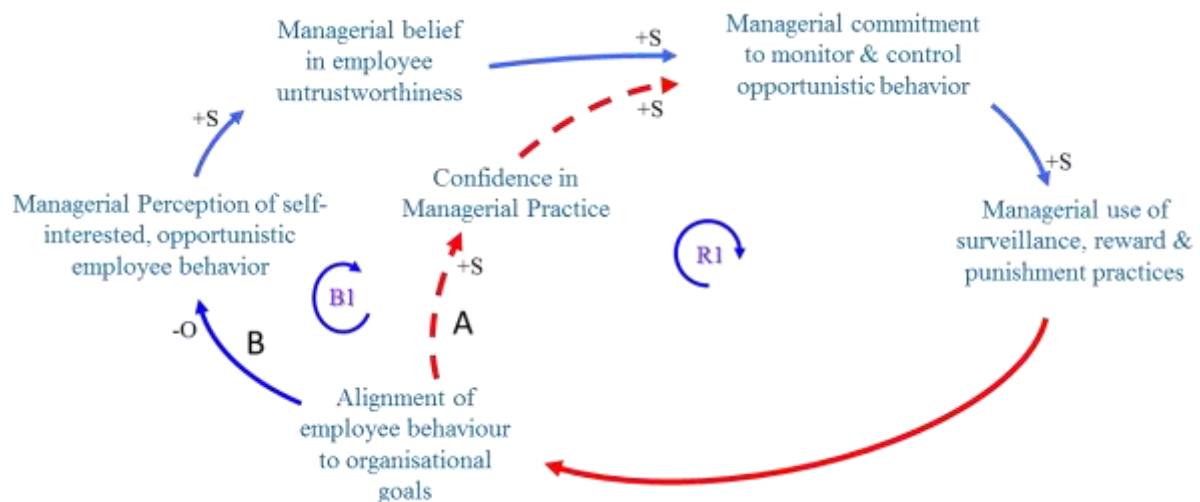 Managerial belief
in employee
untrustworthiness
+S
Managerial commitment
to monitor & control
opportunistic behavior
+S
+S
+S
Confidence in
Managerial Practice
Managerial Perception of self-
interested, opportunistic
employee behavior
Managerial use of
surveillance, reward &
punishment practices
R1
+S
B1
A
-O
B
Alignment of
employee behaviour
to organisational
goals